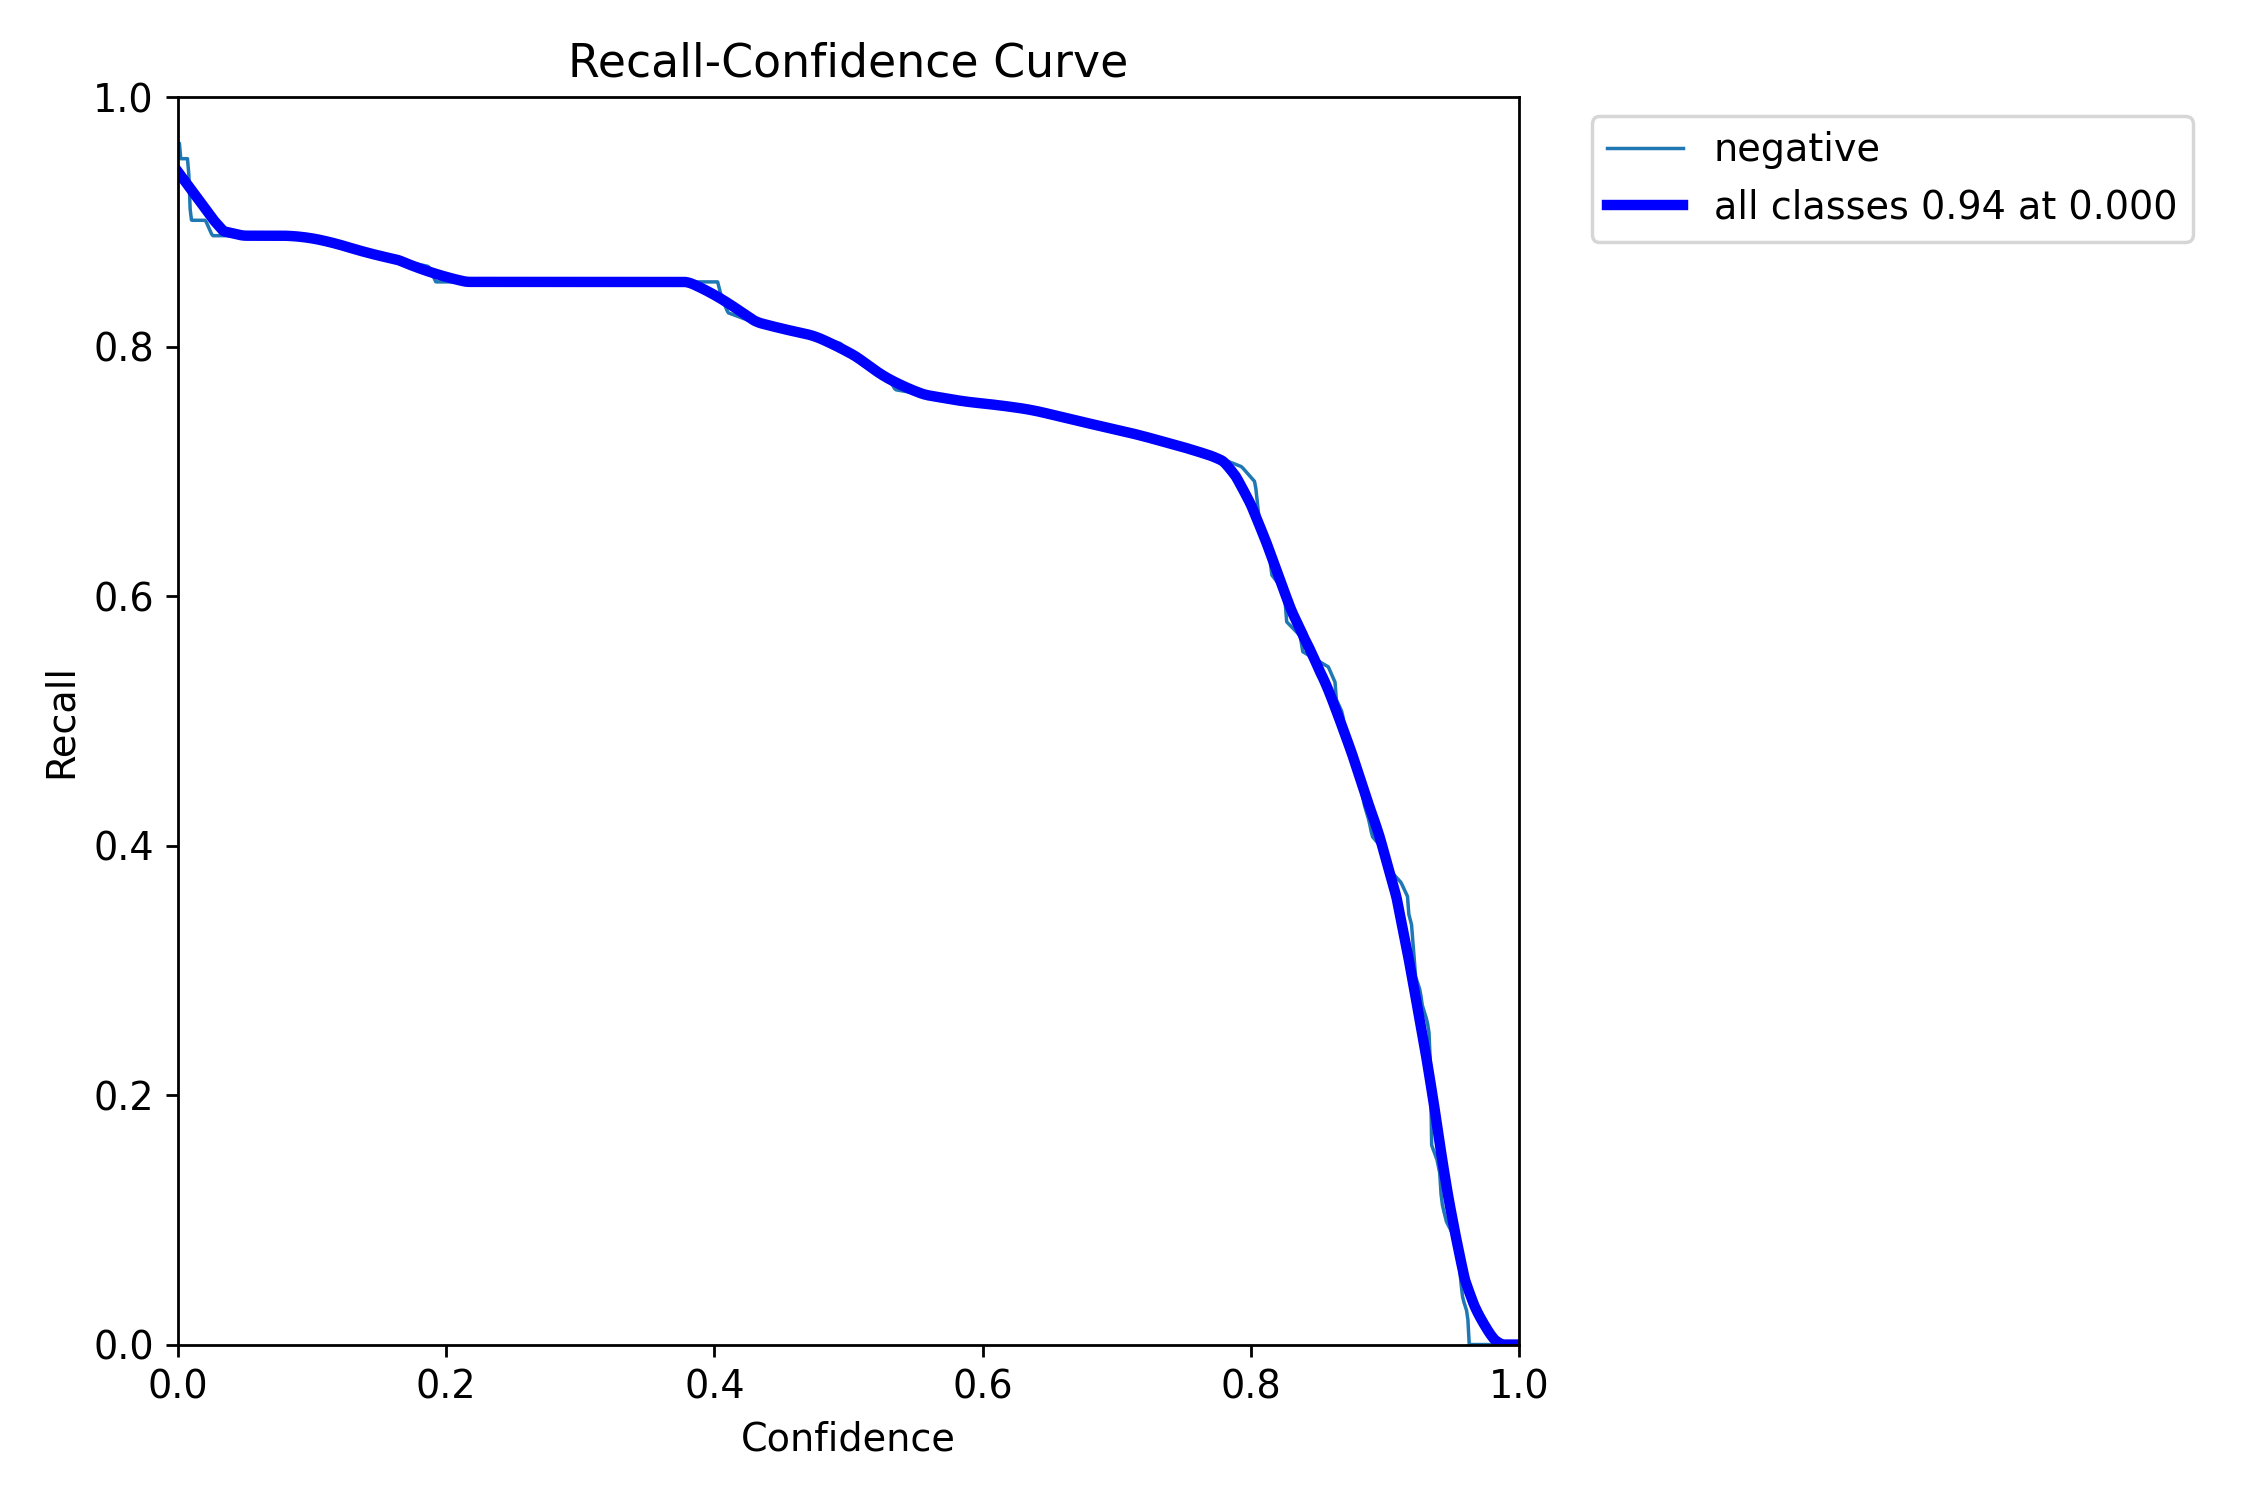 Recall-Confidence Curve
1.0
0.8
0.6
0.4
0.2
0.0
Recall
0.0 0.2 0.4 0.6 0.8 1.0
Confidence
negative
all classes 0.94 at 0.000